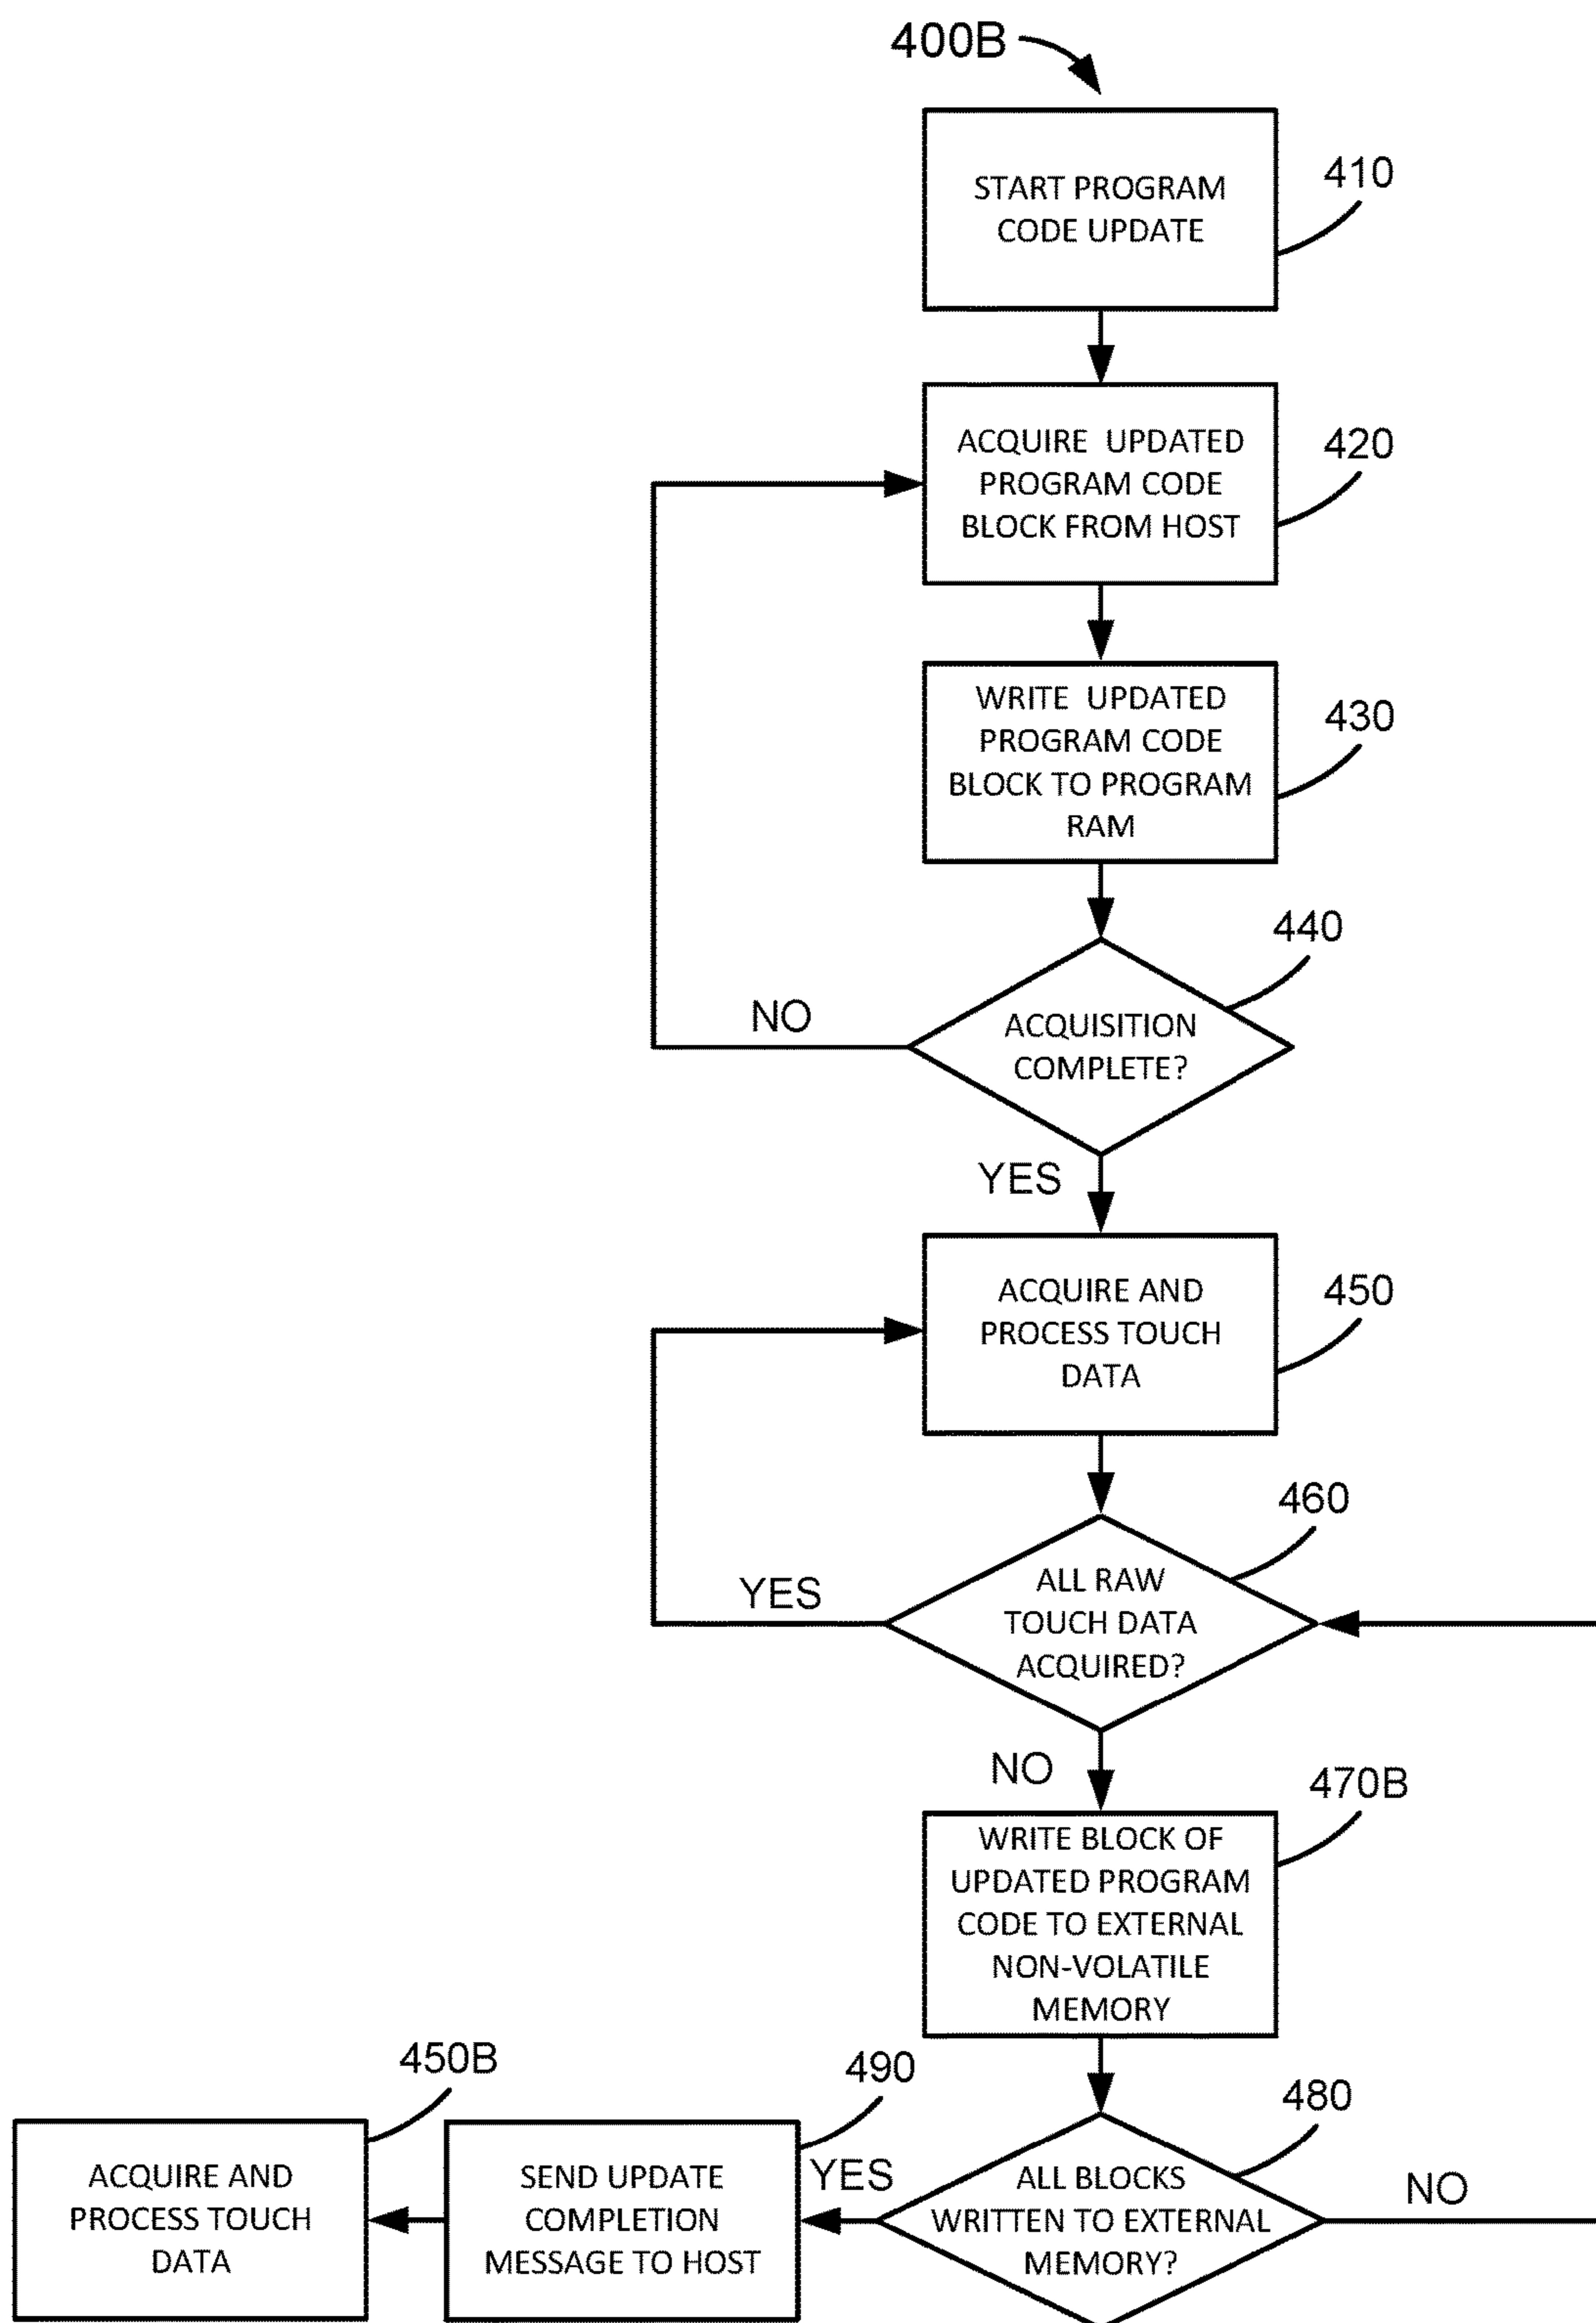 400B
START PROGRAM
CODE UPDATE
410
ACQUIRE UPDATED
PROGRAM CODE
BLOCK FROM HOST
420
WRITE UPDATED
PROGRAM CODE
BLOCK TO PROGRAM
RAM
430
440
ACQUISITION
COMPLETE?
NO
YES
ACQUIRE AND
PROCESS TOUCH
DATA
450
460
ALL RAW
TOUCH DATA
ACQUIRED?
YES
NO
470B
WRITE BLOCK OF
UPDATED PROGRAM
CODE TO EXTERNAL
NON-VOLATILE
MEMORY
480
ALL BLOCKS
WRITTEN TO EXTERNAL
MEMORY?
NO
YES
490
SEND UPDATE
COMPLETION
MESSAGE TO HOST
450B
ACQUIRE AND
PROCESS TOUCH
DATA